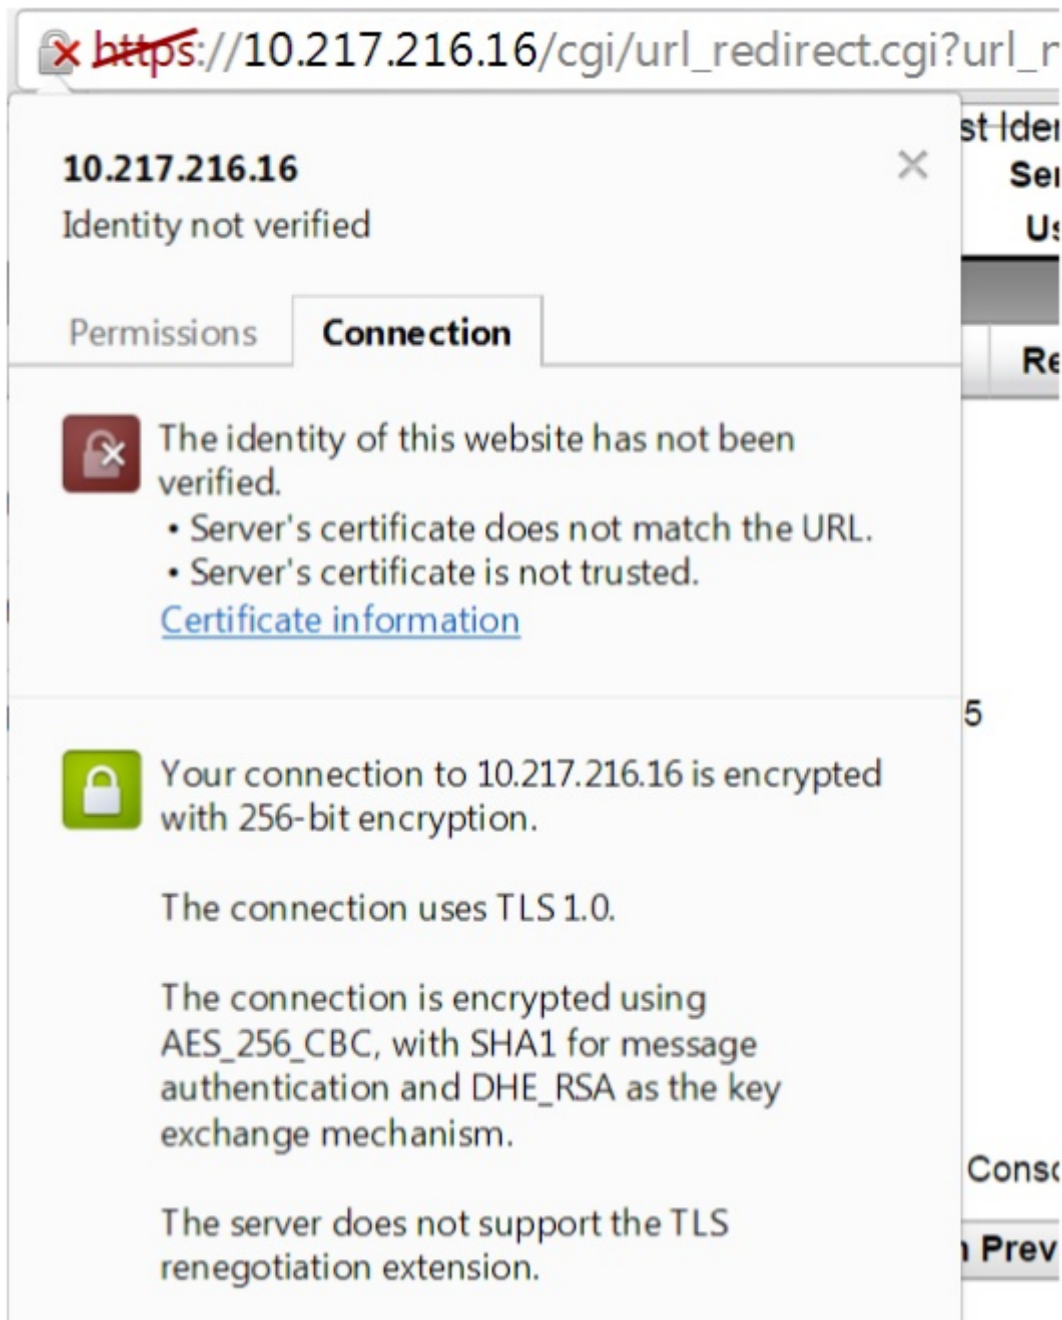 https://10.217.216.16/cgi/url_redirect.cgi?url_r
10.217.216.16
Identity not verified
Permissions
Connection
The identity of this website has not been
verified.
• Server's certificate does not match the URL.
• Server's certificate is not trusted.
Certificate information
Your connection to 10.217.216.16 is encrypted
with 256-bit encryption.
The connection uses TLS 1.0.
The connection is encrypted using
AES_256_CBC, with SHA1 for message
authentication and DHE_RSA as the key
exchange mechanism.
The server does not support the TLS
renegotiation extension.
5
Prev